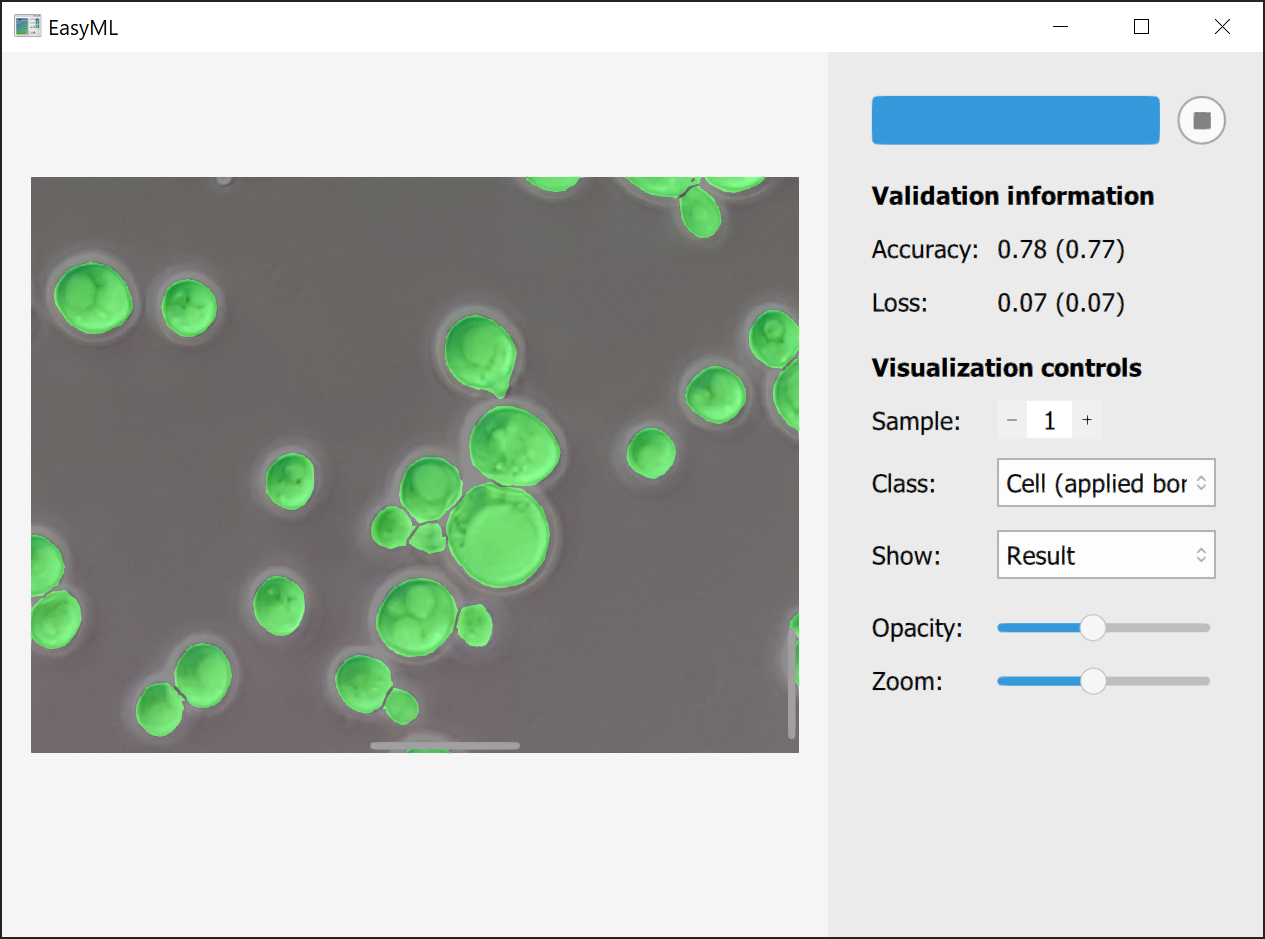 EasyML
Validation information
Accuracy: 0.78 (0.77)
Loss: 0.07 (0.07)
Visualization controls
Sample: − 1 +
Class: Cell (applied bor
Show: Result
Opacity:
Zoom: